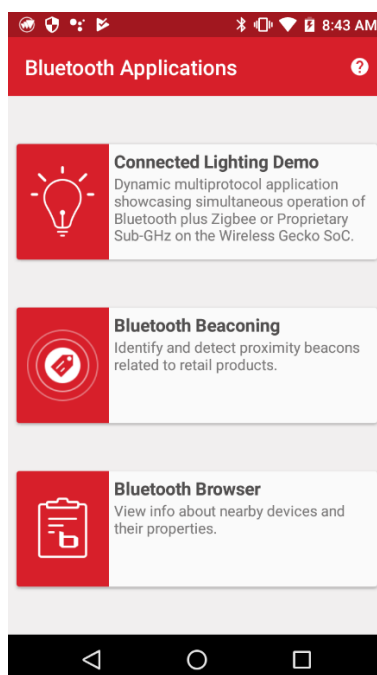 8:43 AM
Bluetooth Applications
Connected Lighting Demo
Dynamic multiprotocol application
showcasing simultaneous operation of
Bluetooth plus Zigbee or Proprietary
Sub-GHz on the Wireless Gecko SoC.
Bluetooth Beaconing
Identify and detect proximity beacons
related to retail products.
Bluetooth Browser
View info about nearby devices and
their properties.